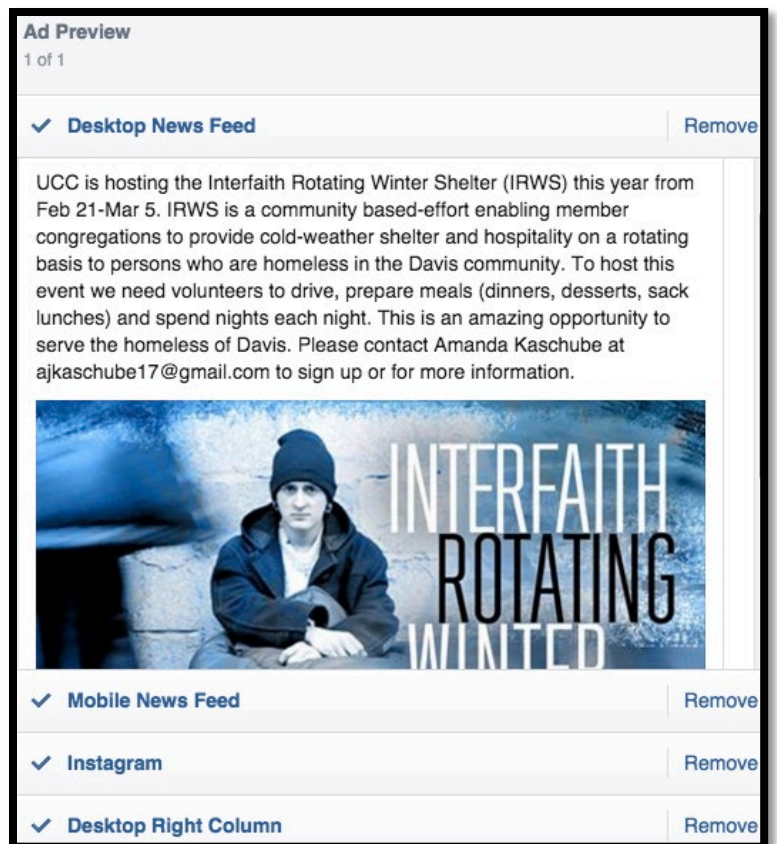 Ad Preview
1 of 1
Desktop News Feed Remove
UCC is hosting the Interfaith Rotating Winter Shelter (IRWS) this year from
Feb 21-Mar 5. IRWS is a community based-effort enabling member
congregations to provide cold-weather shelter and hospitality on a rotating
basis to persons who are homeless in the Davis community. To host this
event we need volunteers to drive, prepare meals (dinners, desserts, sack
lunches) and spend nights each night. This is an amazing opportunity to
serve the homeless of Davis. Please contact Amanda Kaschube at
ajkaschube17@gmail.com to sign up or for more information.
INTERFAITH
ROTATING
WINTER
Mobile News Feed Remove
Instagram Remove
Desktop Right Column Remove